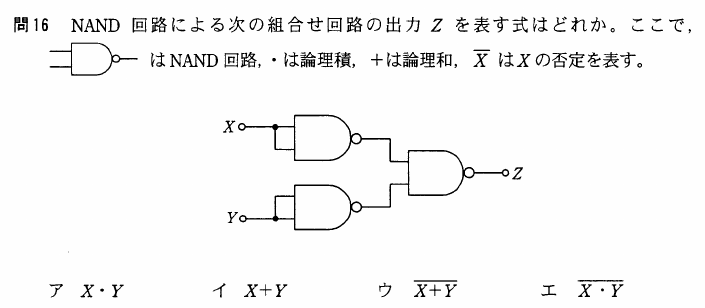 問16 NAND 回路による次の組合せ回路の出力 Z を表す式はどれか。ここで，
は NAND 回路，・は論理積，＋は論理和，X̅ は X の否定を表す。
X
Z
Y
ア X・Y イ X+Y ウ X̅+̅Y̅ エ X̅・̅Y̅